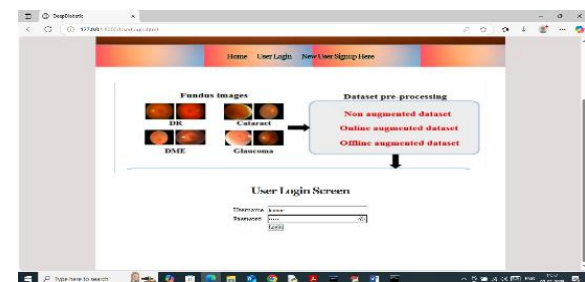 DeepDiabetic
Home User Login New User Signup Here
Fundus images
Dataset pre-processing
DR Cataract
DME Glaucoma
Non augmented dataset
Online augmented dataset
Offline augmented dataset
User Login Screen
Username
Password
Login
Type here to search